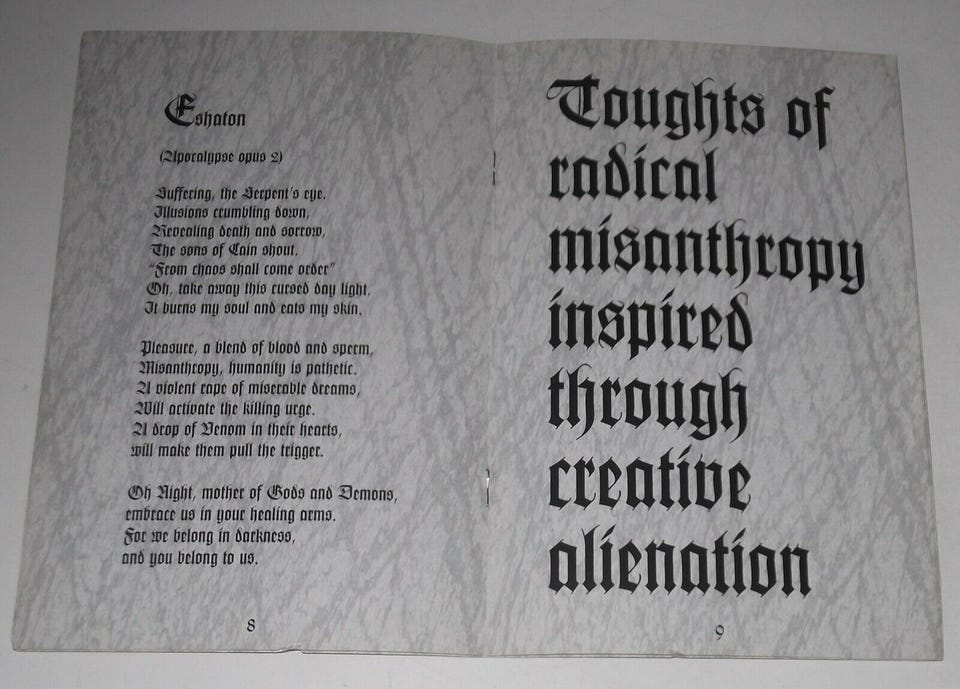 Eshaton
(Apocalypse opus 2)
Suffering, the Serpent's eye.
Illusions crumbling down,
Revealing death and sorrow,
The sons of Cain shout.
"From chaos shall come order"
Oh, take away this cursed day light,
It burns my soul and eats my skin.
Pleasure, a blend of blood and sperm,
Misanthropy, humanity is pathetic.
A violent rape of miserable dreams,
Will activate the killing urge.
A drop of Venom in their hearts,
will make them pull the trigger.
Oh Night, mother of Gods and Demons,
embrace us in your healing arms.
For we belong in darkness,
and you belong to us.
8
Toughts of
radical
misanthropy
inspired
through
creative
alienation
9